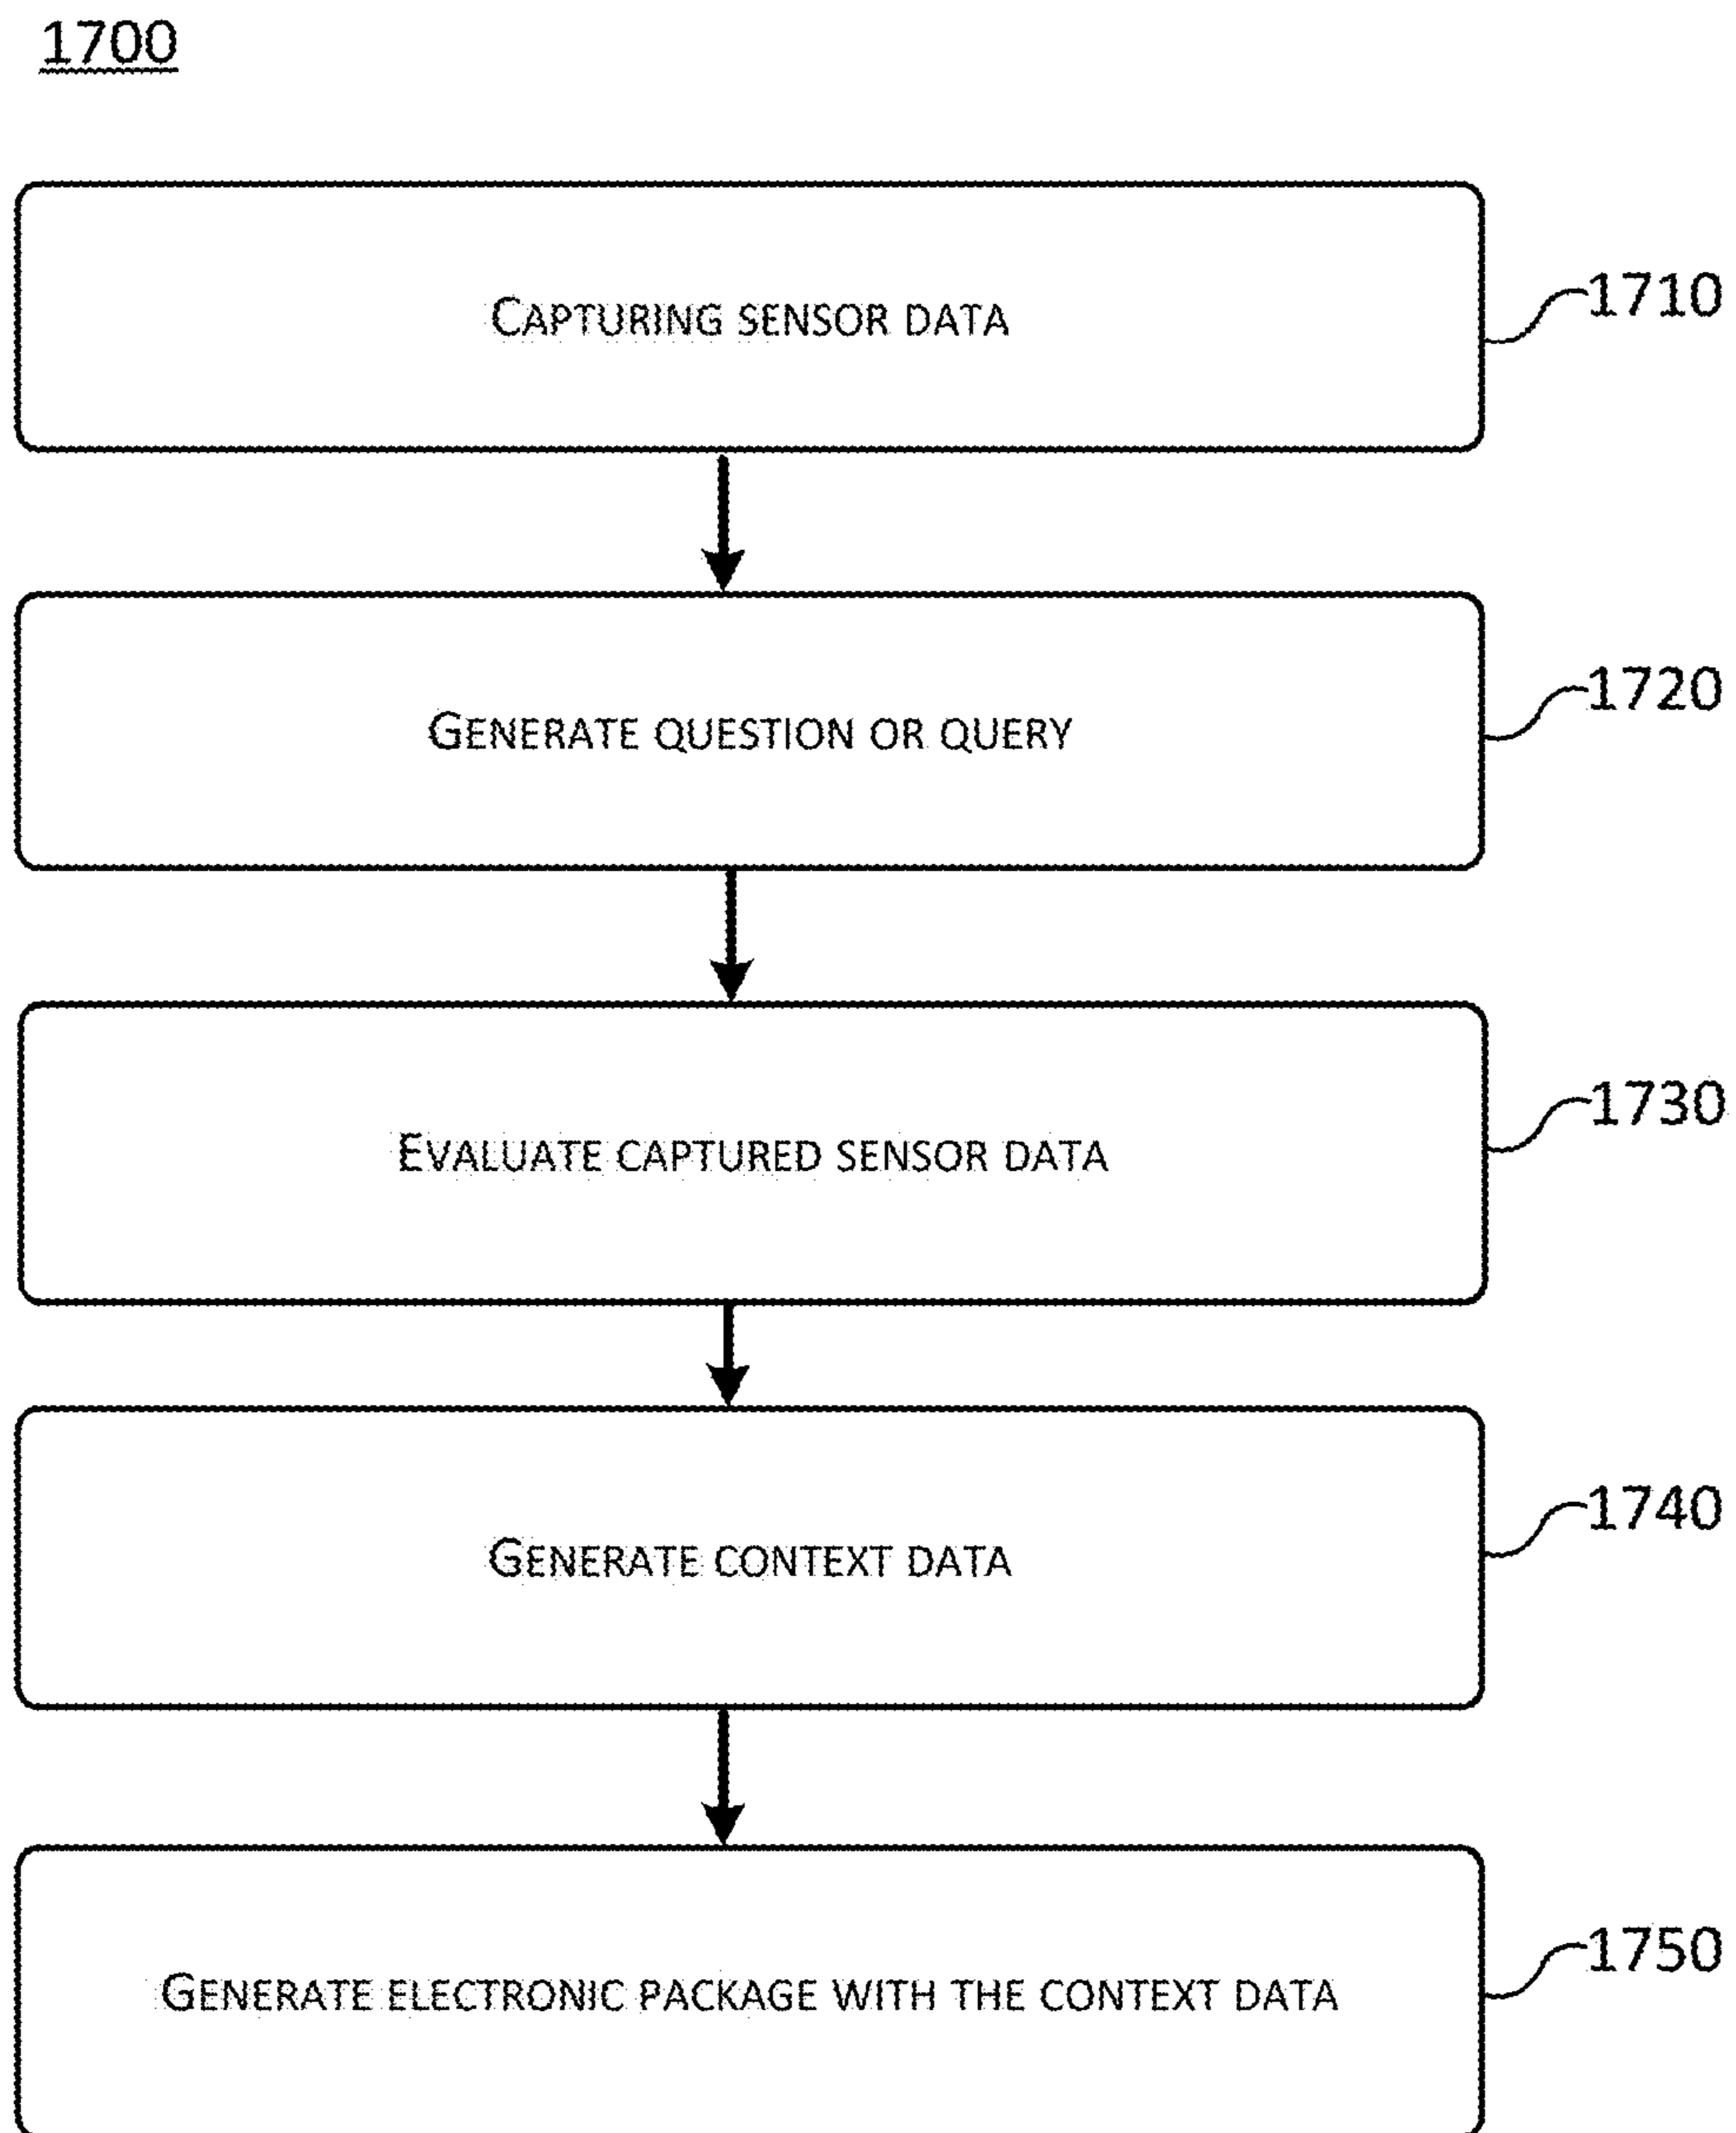 1700
CAPTURING SENSOR DATA
1710
GENERATE QUESTION OR QUERY
1720
EVALUATE CAPTURED SENSOR DATA
1730
GENERATE CONTEXT DATA
1740
GENERATE ELECTRONIC PACKAGE WITH THE CONTEXT DATA
1750